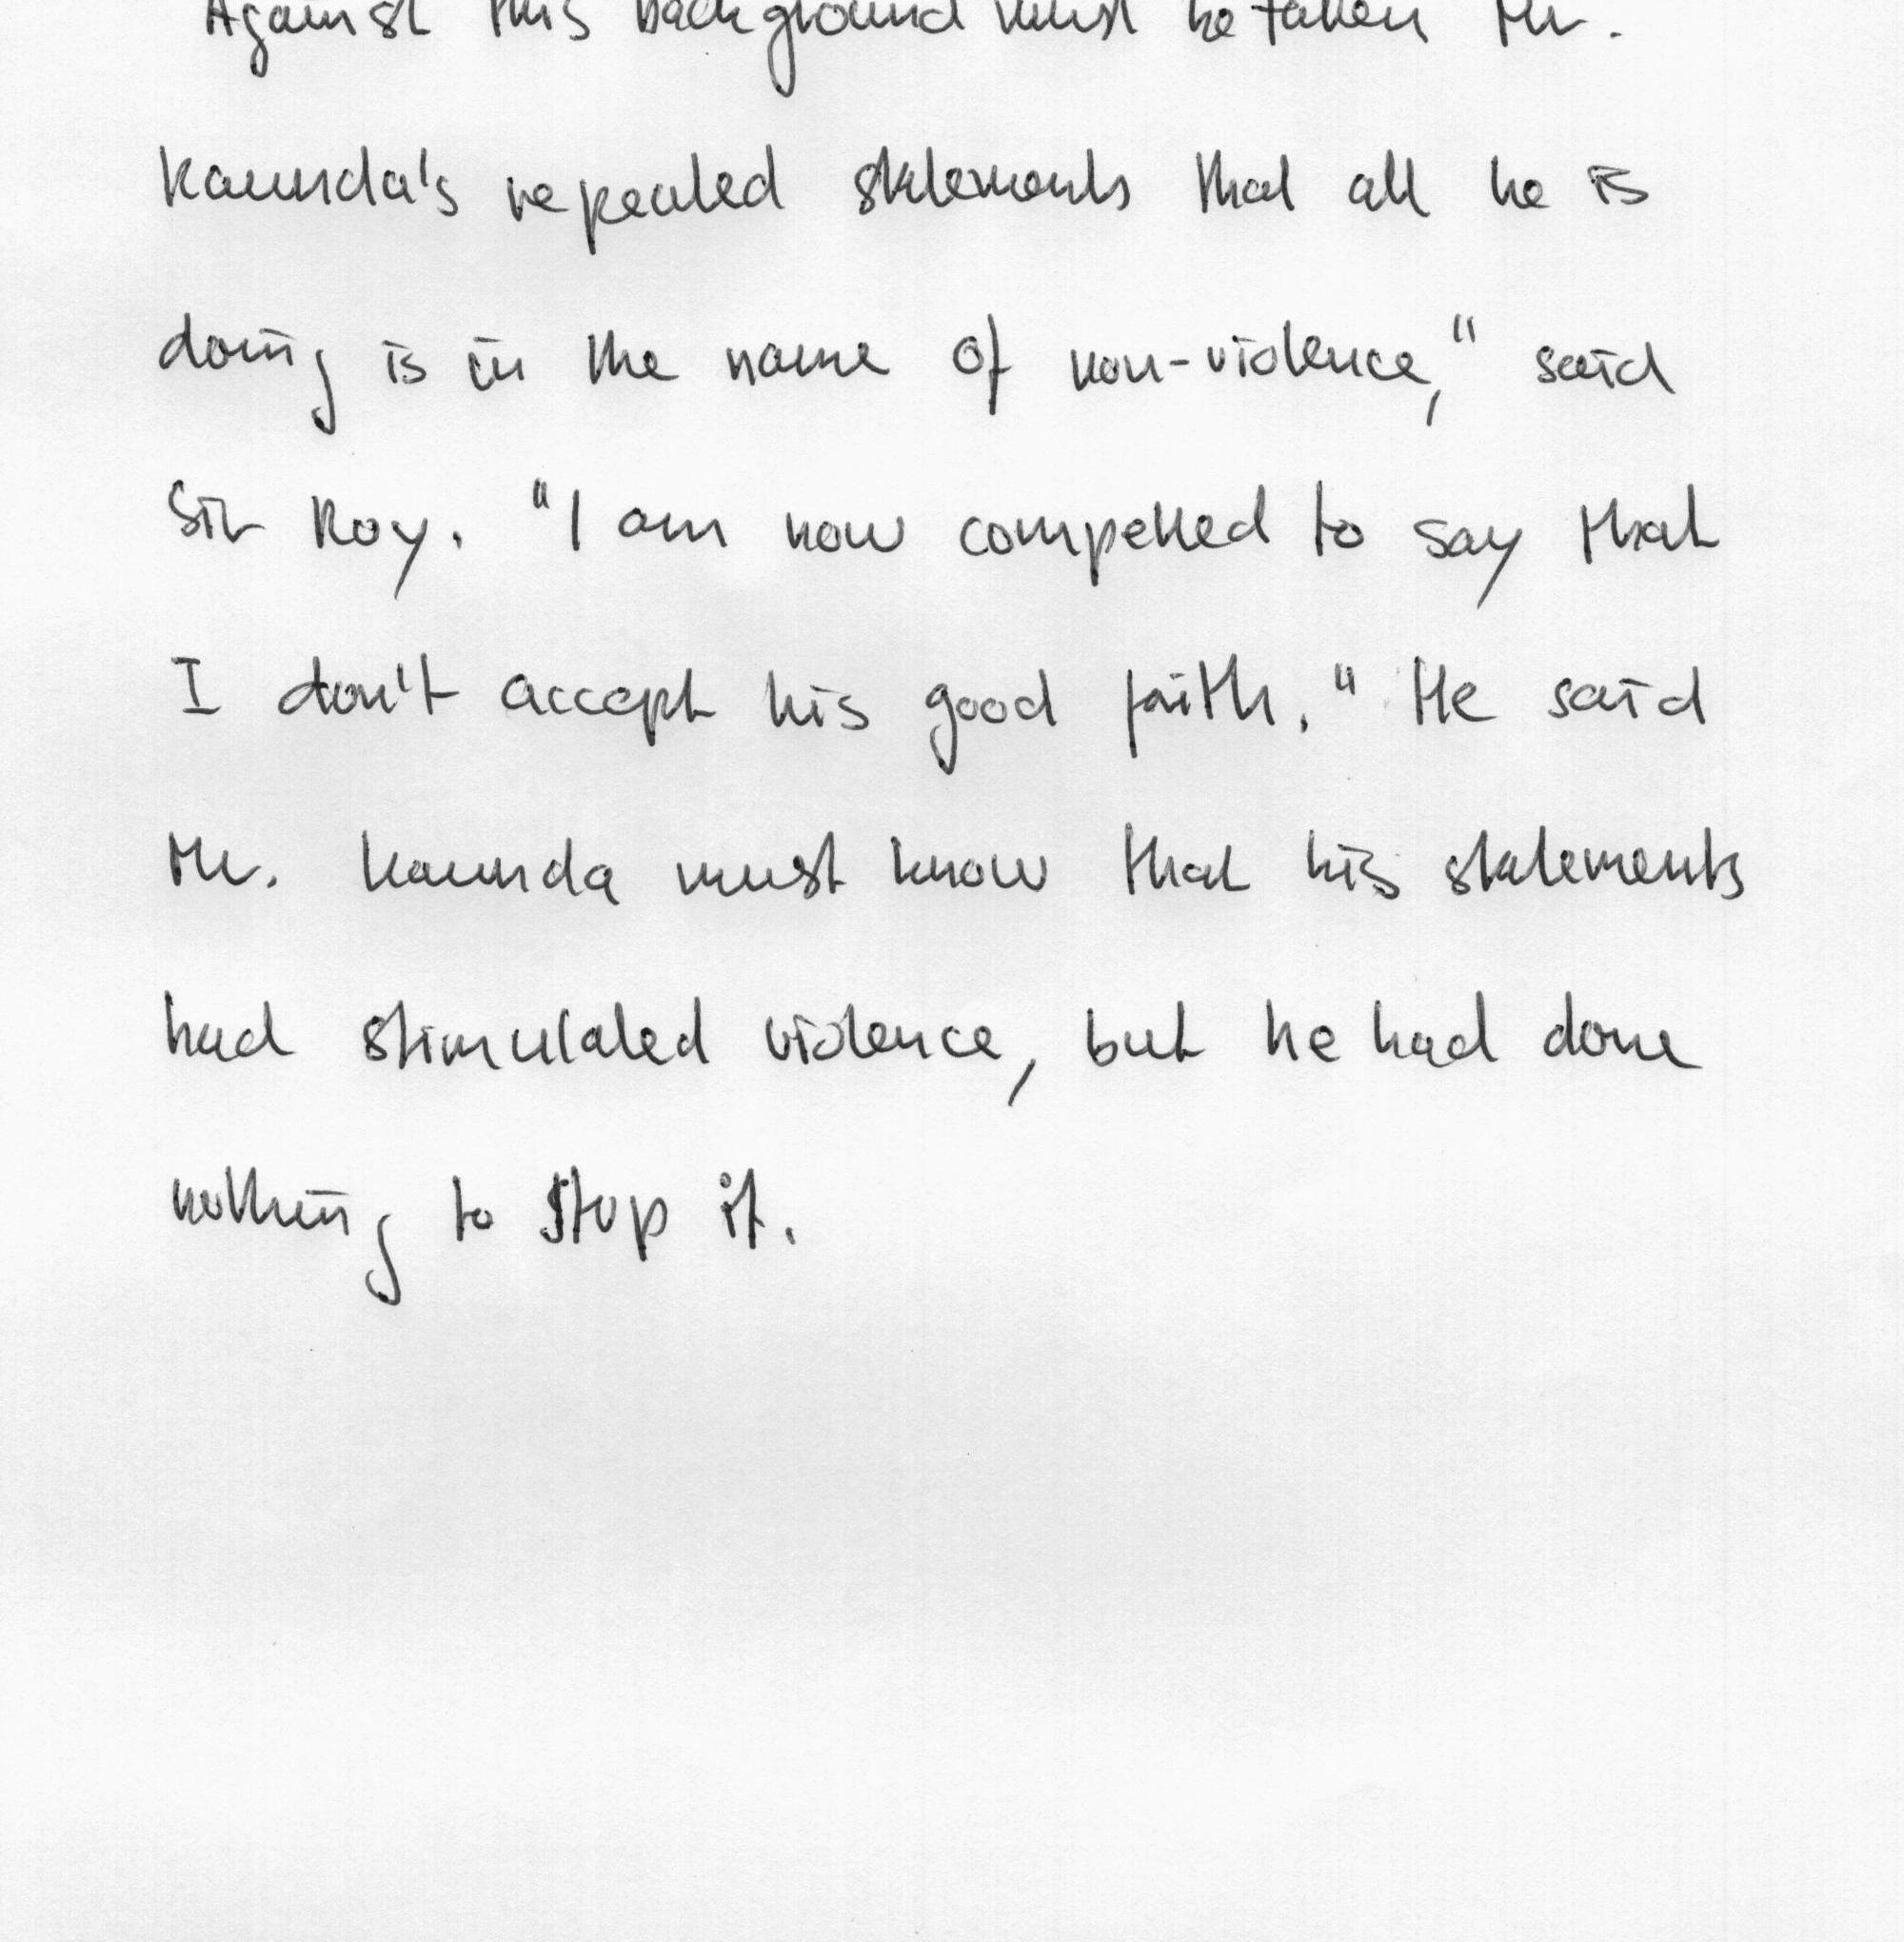 Against this background must be taken Mr.
Kaunda's repeated statements that all he is
doing is in the name of non-violence," said
Sir Roy. "I am now compelled to say that
I don't accept his good faith." He said
Mr. Kaunda must know that his statements
had stimulated violence, but he had done
nothing to stop it.